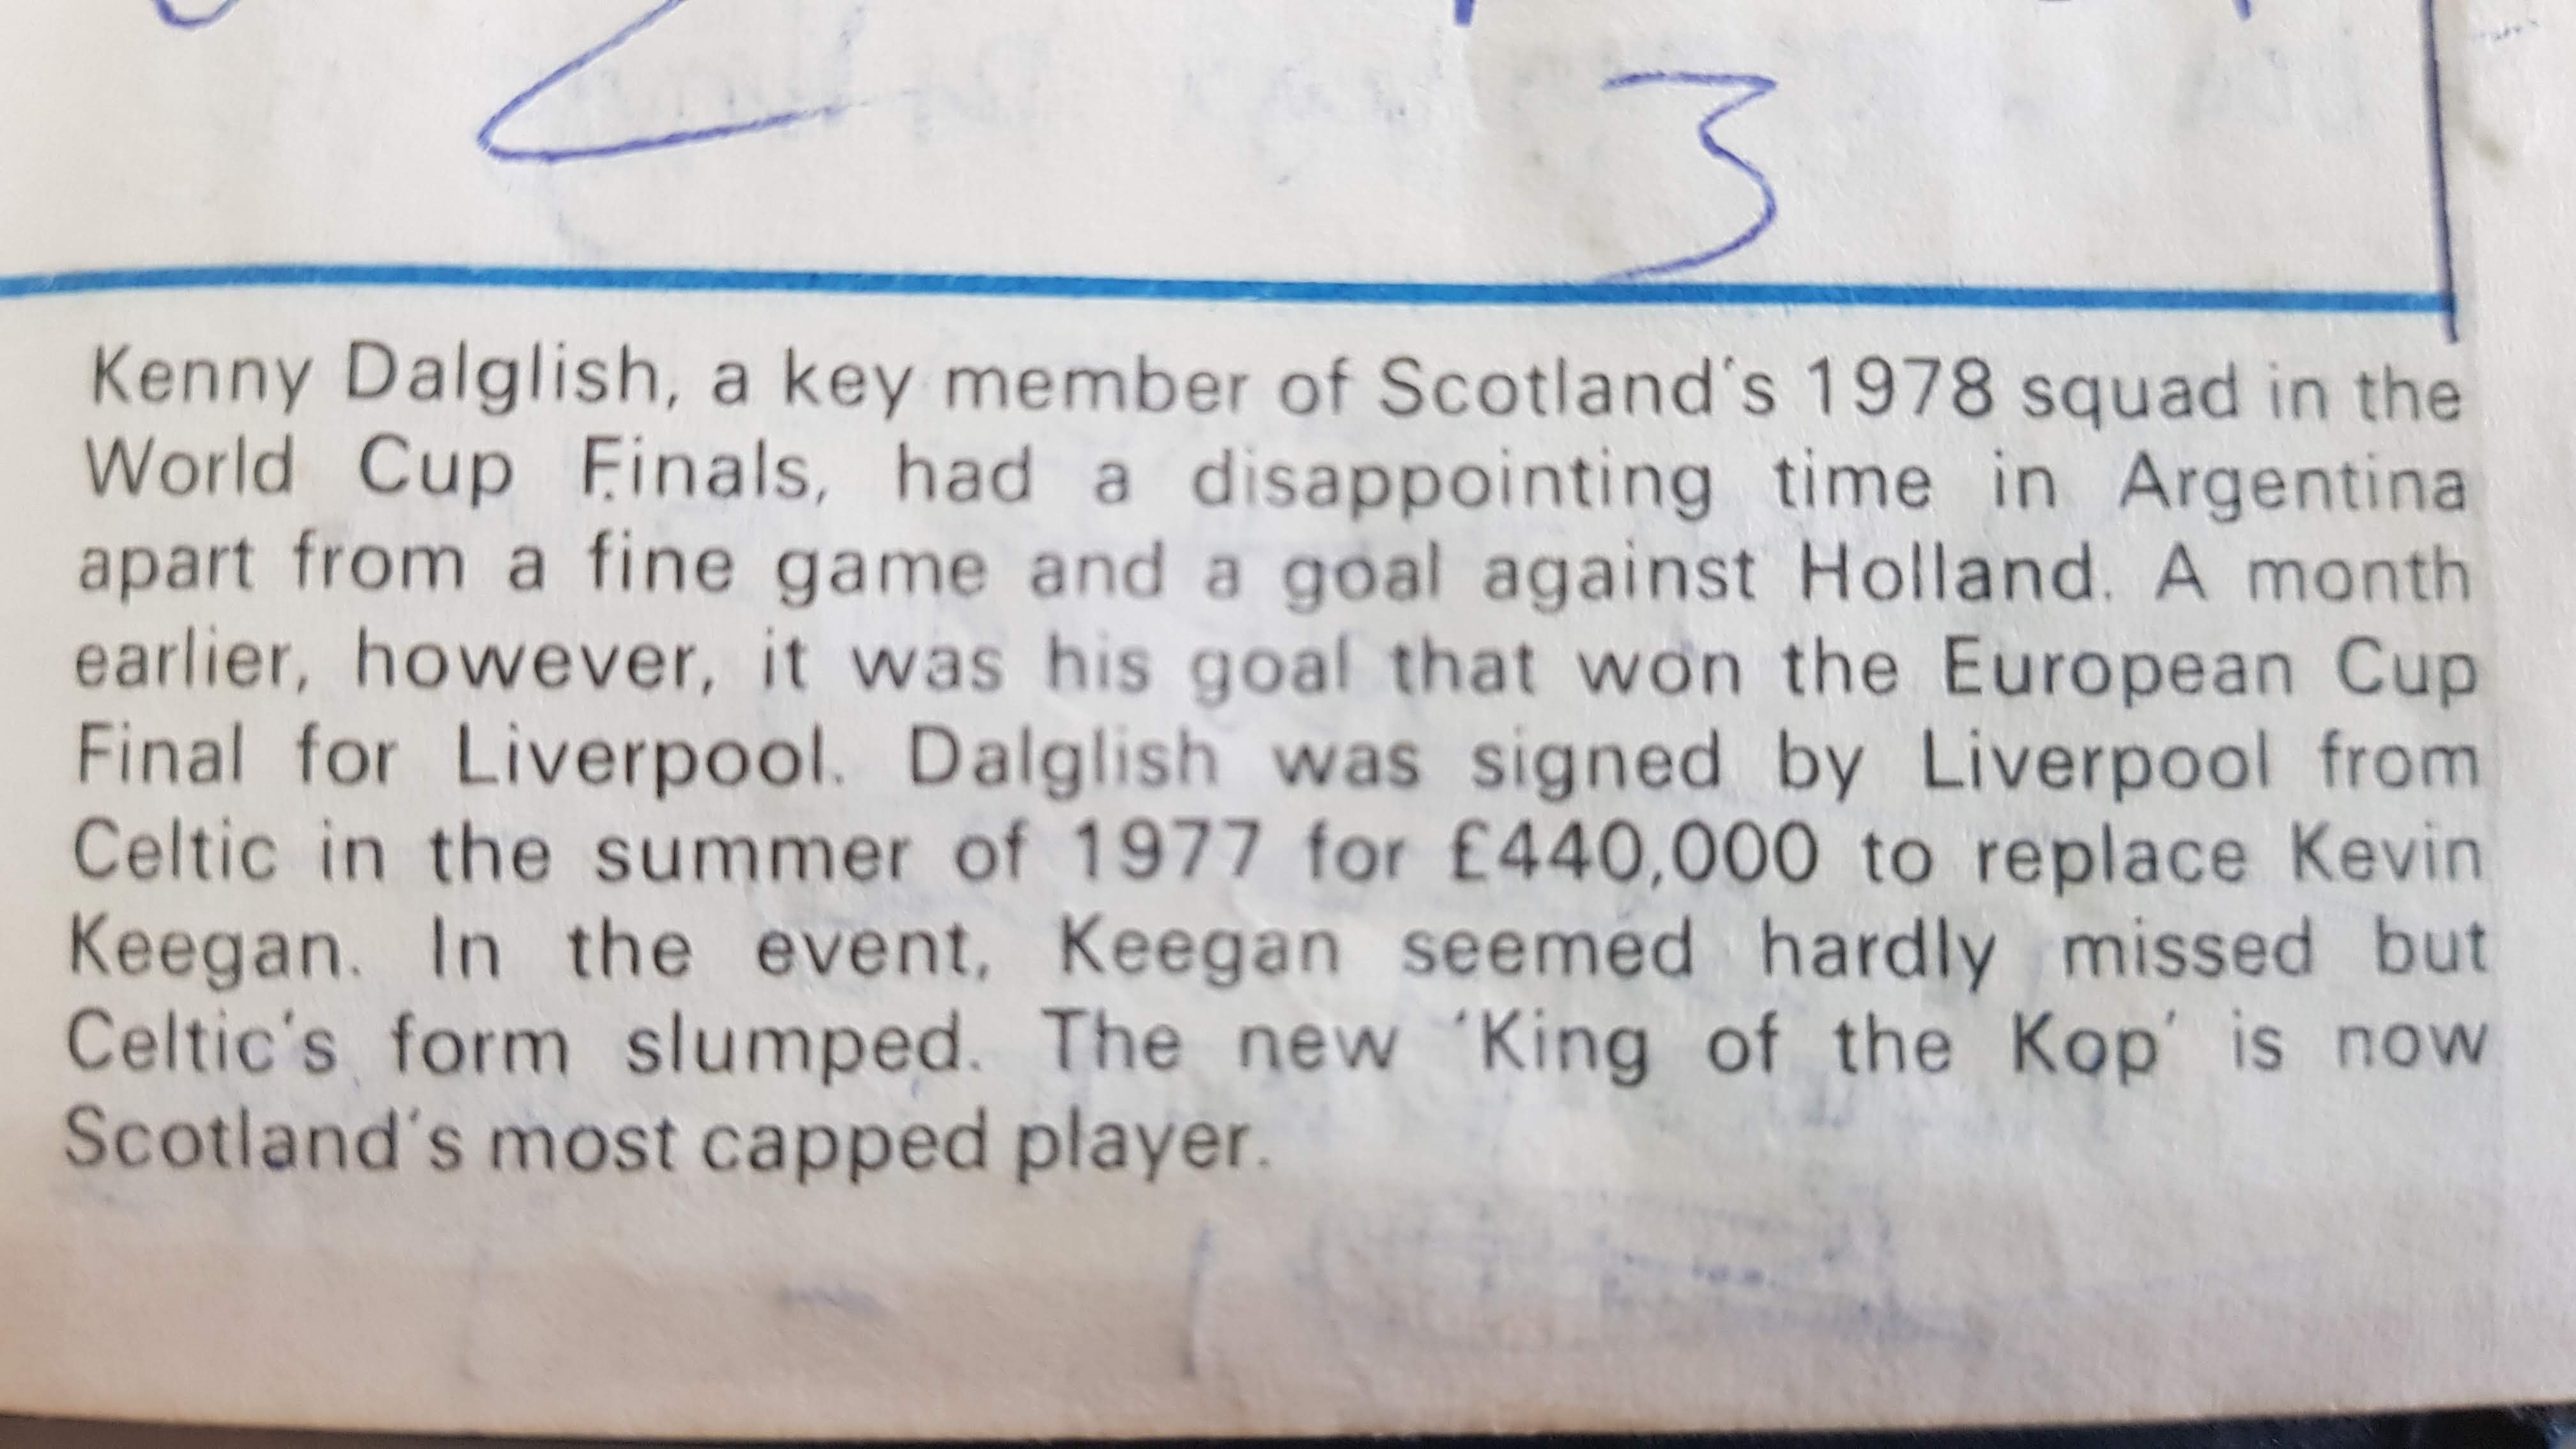 3
Kenny Dalglish, a key member of Scotland's 1978 squad in the
World Cup Finals, had a disappointing time in Argentina
apart from a fine game and a goal against Holland. A month
earlier, however, it was his goal that won the European Cup
Final for Liverpool. Dalglish was signed by Liverpool from
Celtic in the summer of 1977 for £440,000 to replace Kevin
Keegan. In the event, Keegan seemed hardly missed but
Celtic's form slumped. The new 'King of the Kop' is now
Scotland's most capped player.